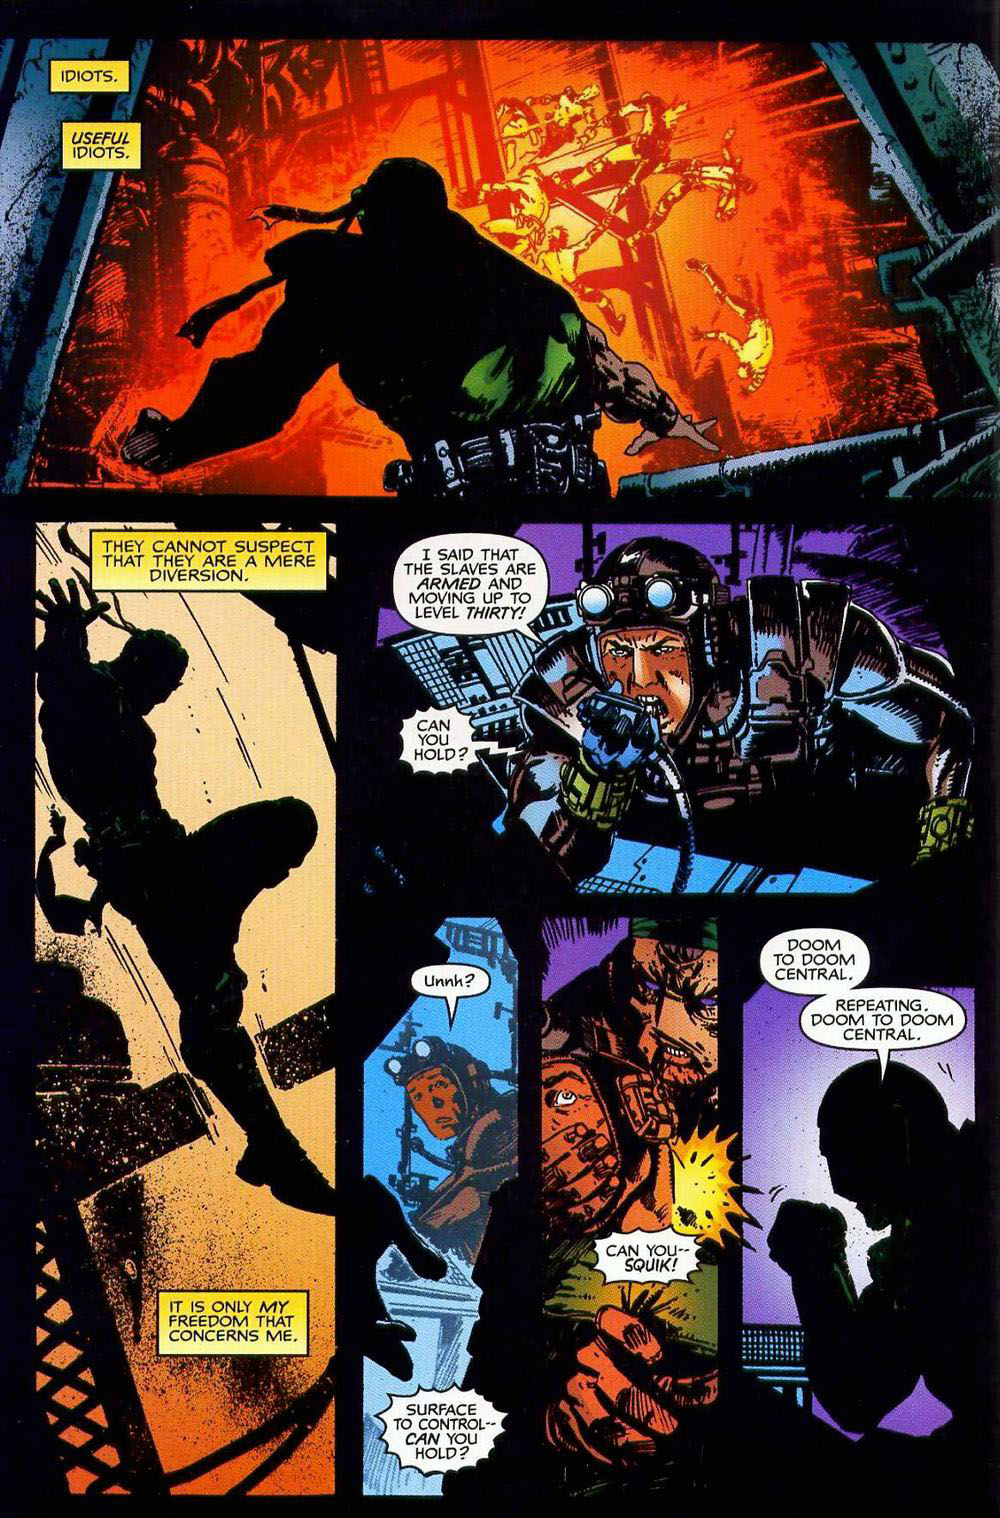 IDIOTS.
USEFUL
IDIOTS.
THEY CANNOT SUSPECT
THAT THEY ARE A MERE
DIVERSION.
I SAID THAT
THE SLAVES ARE
ARMED AND
MOVING UP TO
LEVEL THIRTY!
CAN
YOU
HOLD?
IT IS ONLY MY
FREEDOM THAT
CONCERNS ME.
Unnh?
SURFACE
TO CONTROL--
CAN YOU
HOLD?
CAN YOU--
SQUIK!
DOOM
TO DOOM
CENTRAL.
REPEATING.
DOOM TO DOOM
CENTRAL.